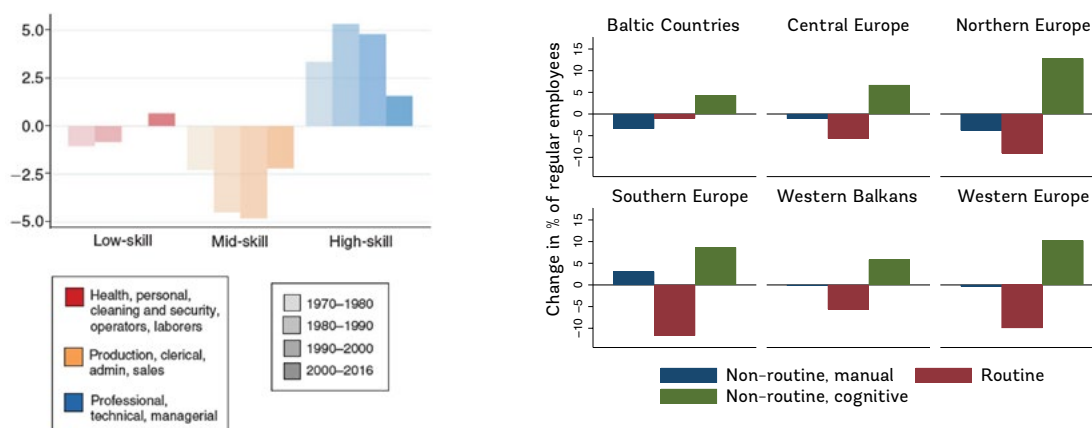 5.0
2.5
0.0
−2.5
−5.0
Low-skill Mid-skill High-skill
Health, personal,
cleaning and security,
operators, laborers
Production, clerical,
admin, sales
Professional,
technical, managerial
1970–1980
1980–1990
1990–2000
2000–2016
Change in % of regular employees
Baltic Countries Central Europe Northern Europe
15
10
5
0
-5
-10
Southern Europe Western Balkans Western Europe
15
10
5
0
-5
-10
Non-routine, manual Routine
Non-routine, cognitive